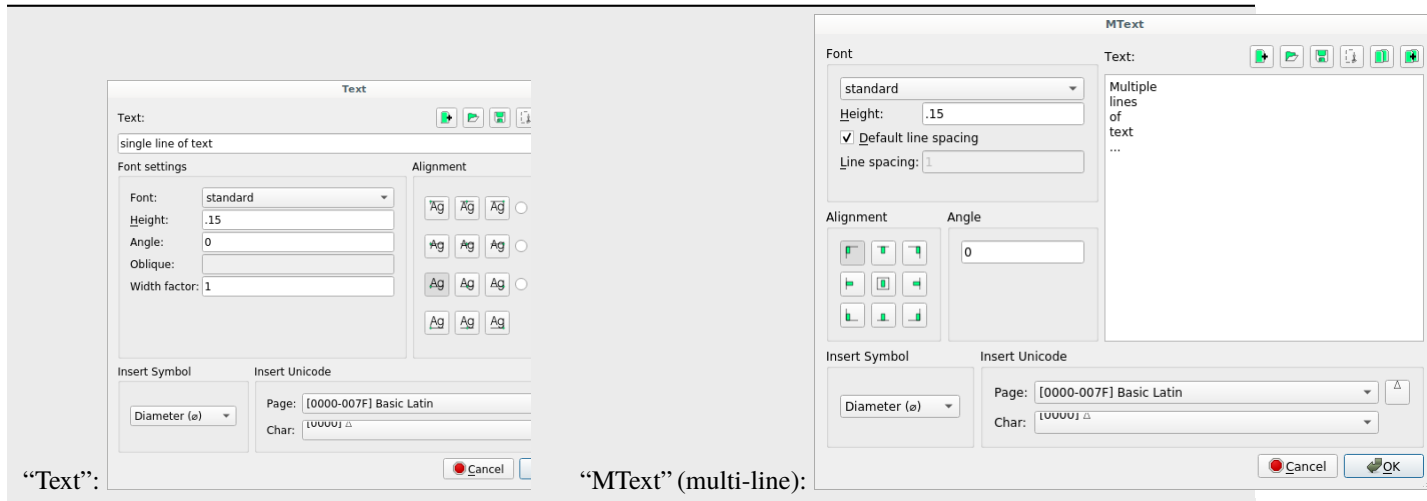 Text
Text:
single line of text
Font settings
Alignment
Font:
standard
Height:
.15
Angle:
0
Oblique:
Width factor:
1
Ag Ag Ag
Ag Ag Ag
Ag Ag Ag
Ag Ag Ag
Insert Symbol
Insert Unicode
Diameter (ø)
Page:
[0000-007F] Basic Latin
Char:
[0000]
Cancel
“Text”:
MText
Font
Text:
standard
Height:
.15
Default line spacing
Line spacing:
1
Multiple
lines
of
text
...
Alignment
Angle
0
Insert Symbol
Insert Unicode
Diameter (ø)
Page:
[0000-007F] Basic Latin
Char:
[0000]
Cancel
OK
“MText” (multi-line):